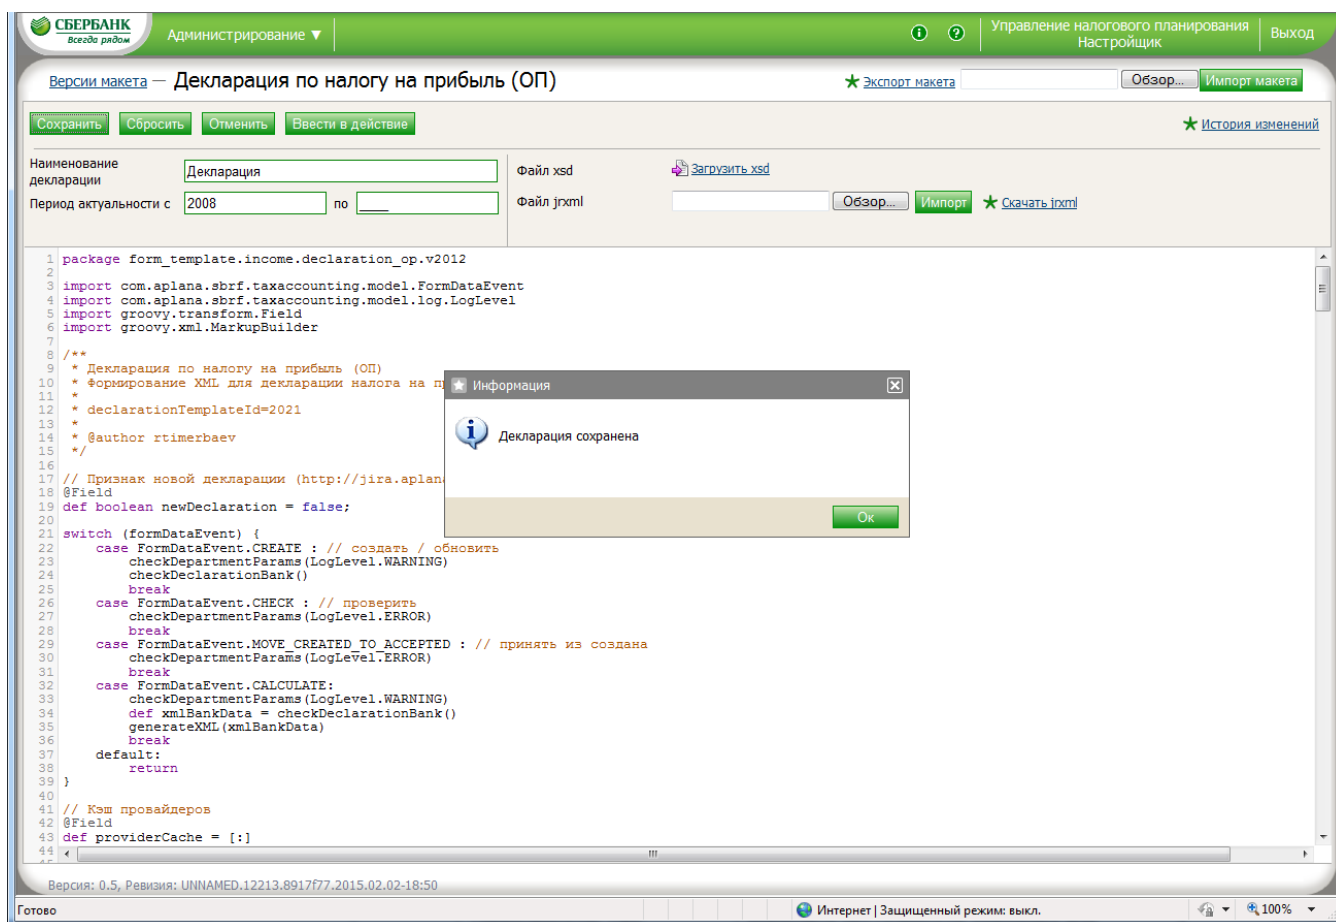 СБЕРБАНК
Всегда рядом
Администрирование ▼
Управление налогового планирования
Настройщик
Выход
Версии макета — Декларация по налогу на прибыль (ОП)
Экспорт макета
Обзор...
Импорт макета
Сохранить
Сбросить
Отменить
Ввести в действие
История изменений
Наименование
декларации
Декларация
Файл xsd
Загрузить xsd
Период актуальности с
2008
по
____
Файл jrxml
Обзор...
Импорт
Скачать jrxml
1 package form_template.income.declaration_op.v2012
2
3 import com.aplana.sbrf.taxaccounting.model.FormDataEvent
4 import com.aplana.sbrf.taxaccounting.model.log.LogLevel
5 import groovy.transform.Field
6 import groovy.xml.MarkupBuilder
7
8 /**
9 * Декларация по налогу на прибыль (ОП)
10 * Формирование XML для декларации налога на п
11 *
12 * declarationTemplateId=2021
13 *
14 * @author rtimerbaev
15 */
16
17 // Признак новой декларации (http://jira.aplan
18 @Field
19 def boolean newDeclaration = false;
20
21 switch (formDataEvent) {
22 case FormDataEvent.CREATE : // создать / обновить
23 checkDepartmentParams(LogLevel.WARNING)
24 checkDeclarationBank()
25 break
26 case FormDataEvent.CHECK : // проверить
27 checkDepartmentParams(LogLevel.ERROR)
28 break
29 case FormDataEvent.MOVE_CREATED_TO_ACCEPTED : // принять из создана
30 checkDepartmentParams(LogLevel.ERROR)
31 break
32 case FormDataEvent.CALCULATE:
33 checkDepartmentParams(LogLevel.WARNING)
34 def xmlBankData = checkDeclarationBank()
35 generateXML(xmlBankData)
36 break
37 default:
38 return
39 }
40
41 // Кэш провайдеров
42 @Field
43 def providerCache = [:]
44
Информация
Декларация сохранена
Ок
Версия: 0.5, Ревизия: UNNAMED.12213.8917f77.2015.02.02-18:50
Готово
Интернет | Защищенный режим: выкл.
100%